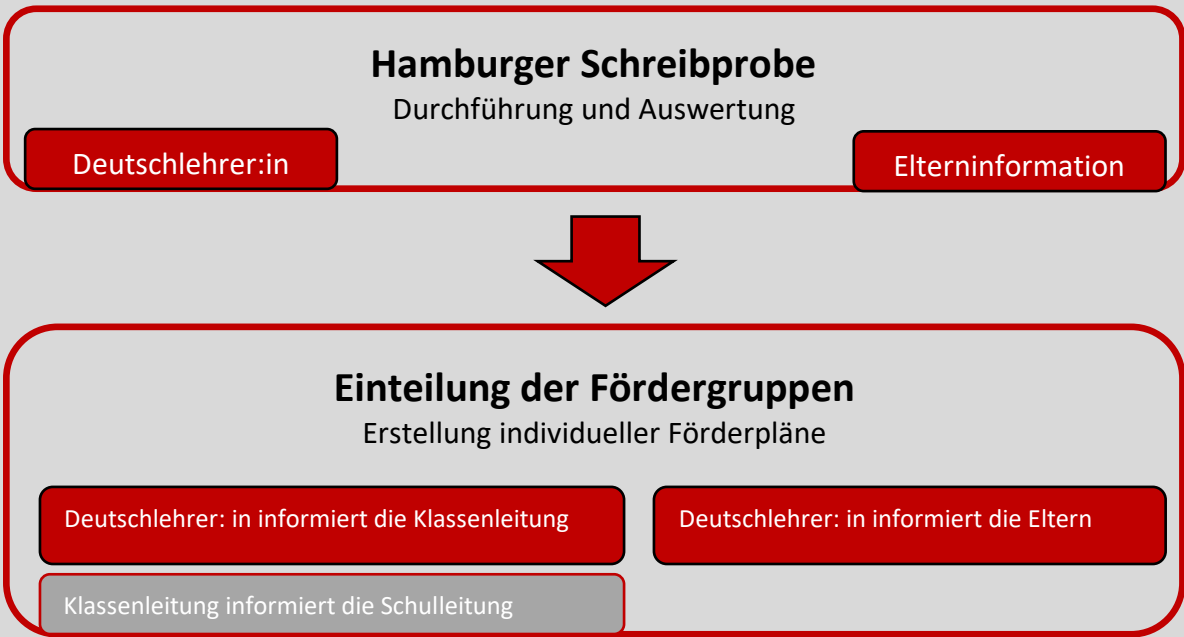 Hamburger Schreibprobe
Durchführung und Auswertung
Deutschlehrer:in
Elterninformation
Einteilung der Fördergruppen
Erstellung individueller Förderpläne
Deutschlehrer: in informiert die Klassenleitung
Deutschlehrer: in informiert die Eltern
Klassenleitung informiert die Schulleitung